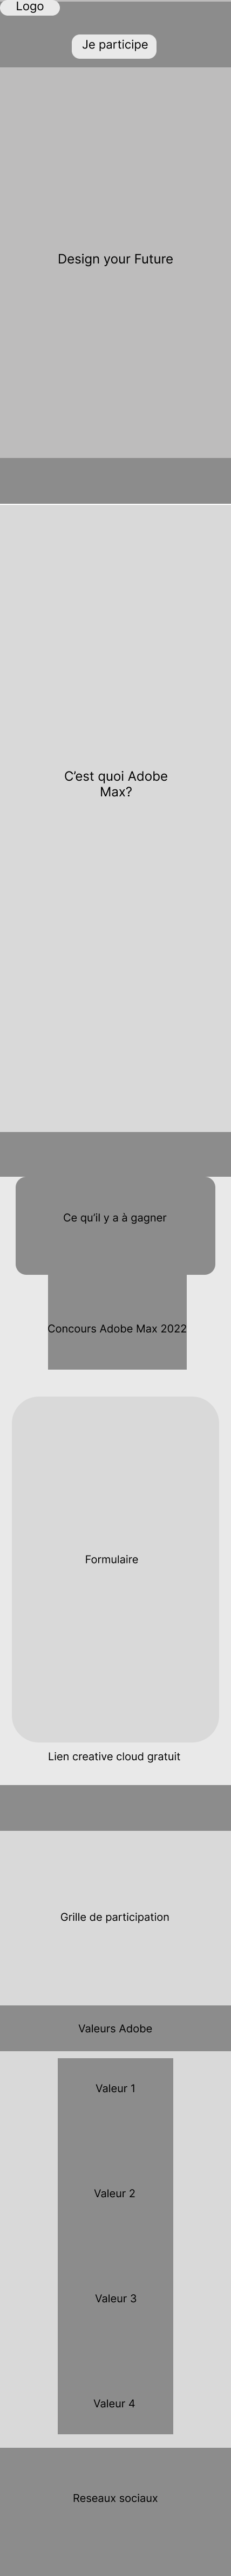 Logo
Je participe
Design your Future
C’est quoi Adobe
Max?
Ce qu’il y a à gagner
Concours Adobe Max 2022
Formulaire
Lien creative cloud gratuit
Grille de participation
Valeurs Adobe
Valeur 1
Valeur 2
Valeur 3
Valeur 4
Reseaux sociaux